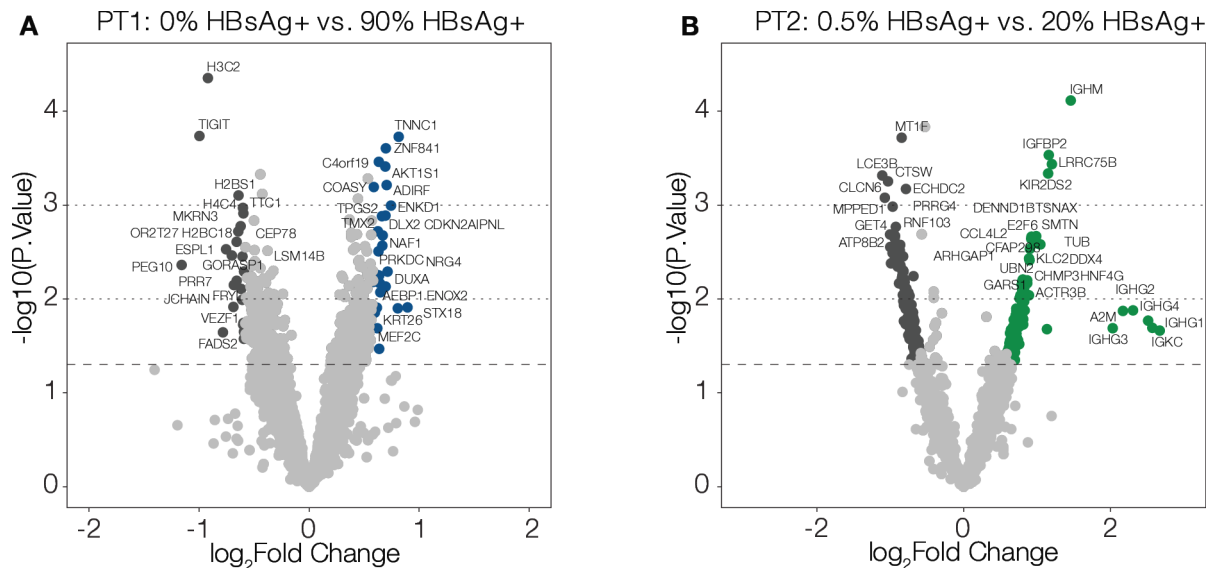 A PT1: 0% HBsAg+ vs. 90% HBsAg+
H3C2
TIGIT
TNNC1
ZNF841
C4orf19
AKT1S1
COASY
ADIRF
H2BS1
H4C4 TTC1
TPGS2 ENKD1
MKRN3
TMX2 DLX2 CDKN2AIPNL
OR2T27 H2BC18 CEP78
NAF1
ESPL1
LSM14B
PRKDC NRG4
PEG10 GORASP1
PRR7
DUXA
JCHAIN FRY
AEBP1 ENOX2
STX18
VEZF1
KRT26
FADS2
MEF2C
-log10(P.Value)
4
3
2
1
0
-2 -1 0 1 2
log2Fold Change
B PT2: 0.5% HBsAg+ vs. 20% HBsAg+
IGHM
MT1F
IGFBP2
LCE3B CTSW
LRRC75B
CLCN6 ECHDC2
KIR2DS2
MPPED1 PRRG4
DENND1B TSNAX
GET4 RNF103
E2F6 SMTN
CCL4L2
ATP8B2
CFAP298 TUB
ARHGAP1
KLC2 DDX4
UBN2
CHMP3 HNF4G
GARS1
ACTR3B
IGHG2
IGHG4
A2M
IGHG1
IGHG3
IGKC
-log10(P.Value)
4
3
2
1
0
-2 0 2
log2Fold Change